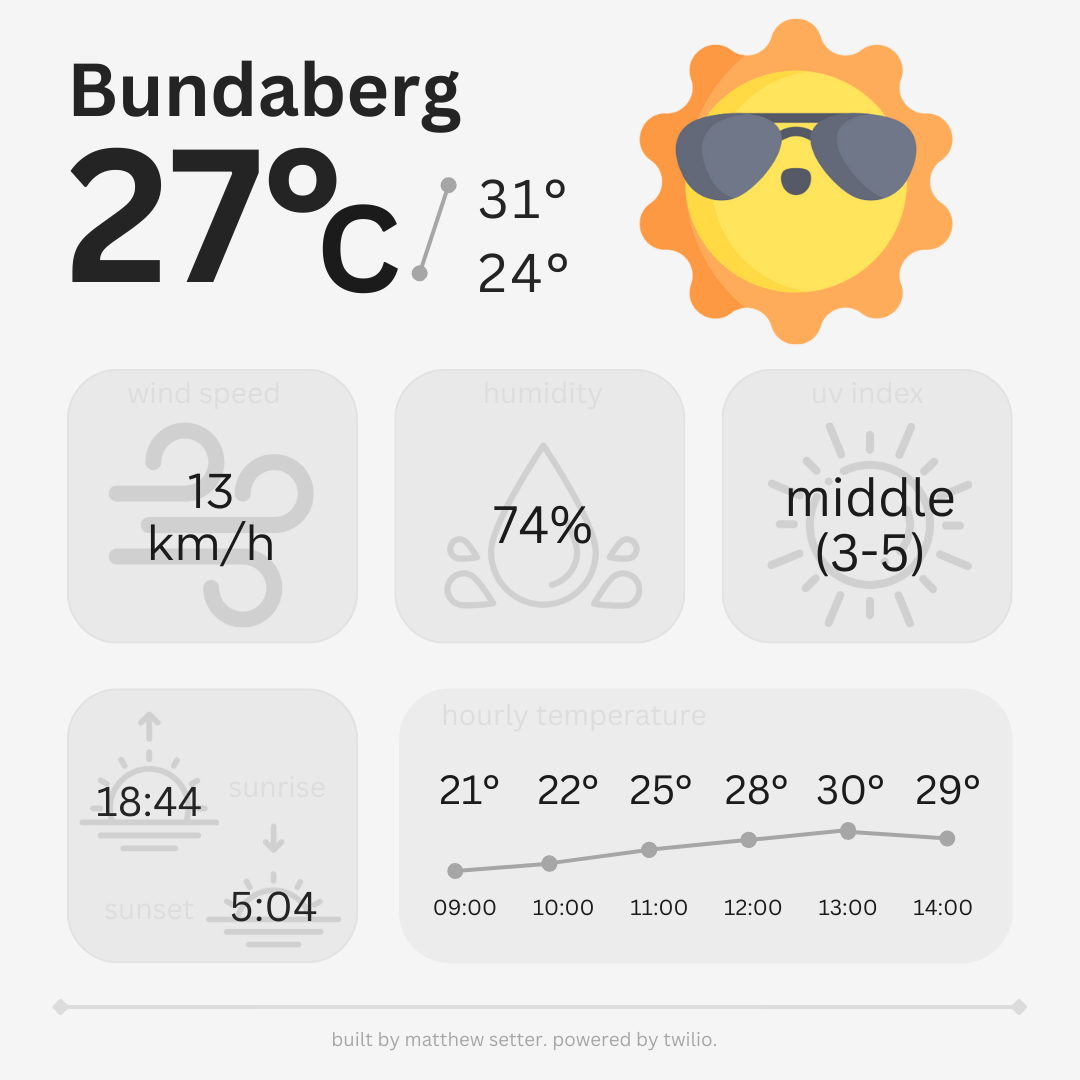 Bundaberg
27°C
31°
24°
wind speed
13
km/h
humidity
74%
uv index
middle
(3-5)
18:44
sunrise
sunset
5:04
hourly temperature
21° 22° 25° 28° 30° 29°
09:00 10:00 11:00 12:00 13:00 14:00
built by matthew setter. powered by twilio.